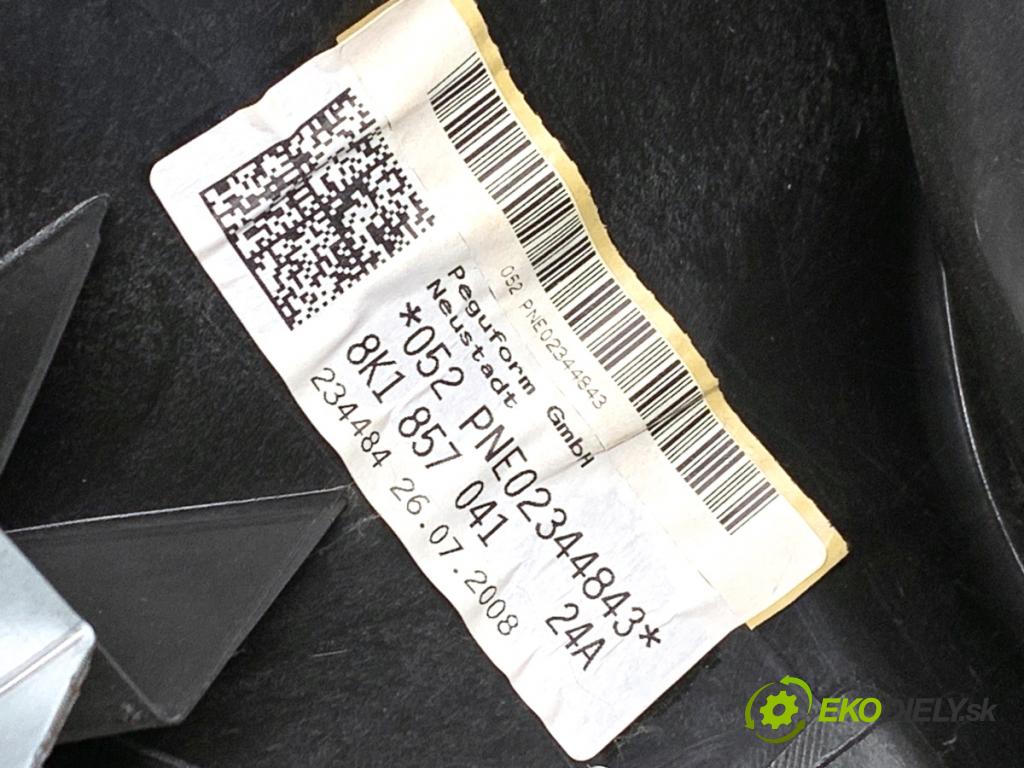 052 PNE02344843
Peguform GmbH
Neustadt
*052 PNE02344843*
8K1 857 041 24A
234484 26.07.2008
EKODIELY.sk